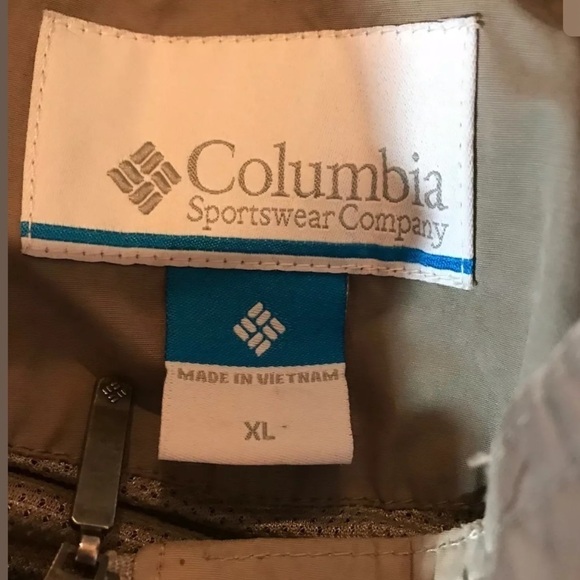 Columbia
Sportswear Company
MADE IN VIETNAM
XL